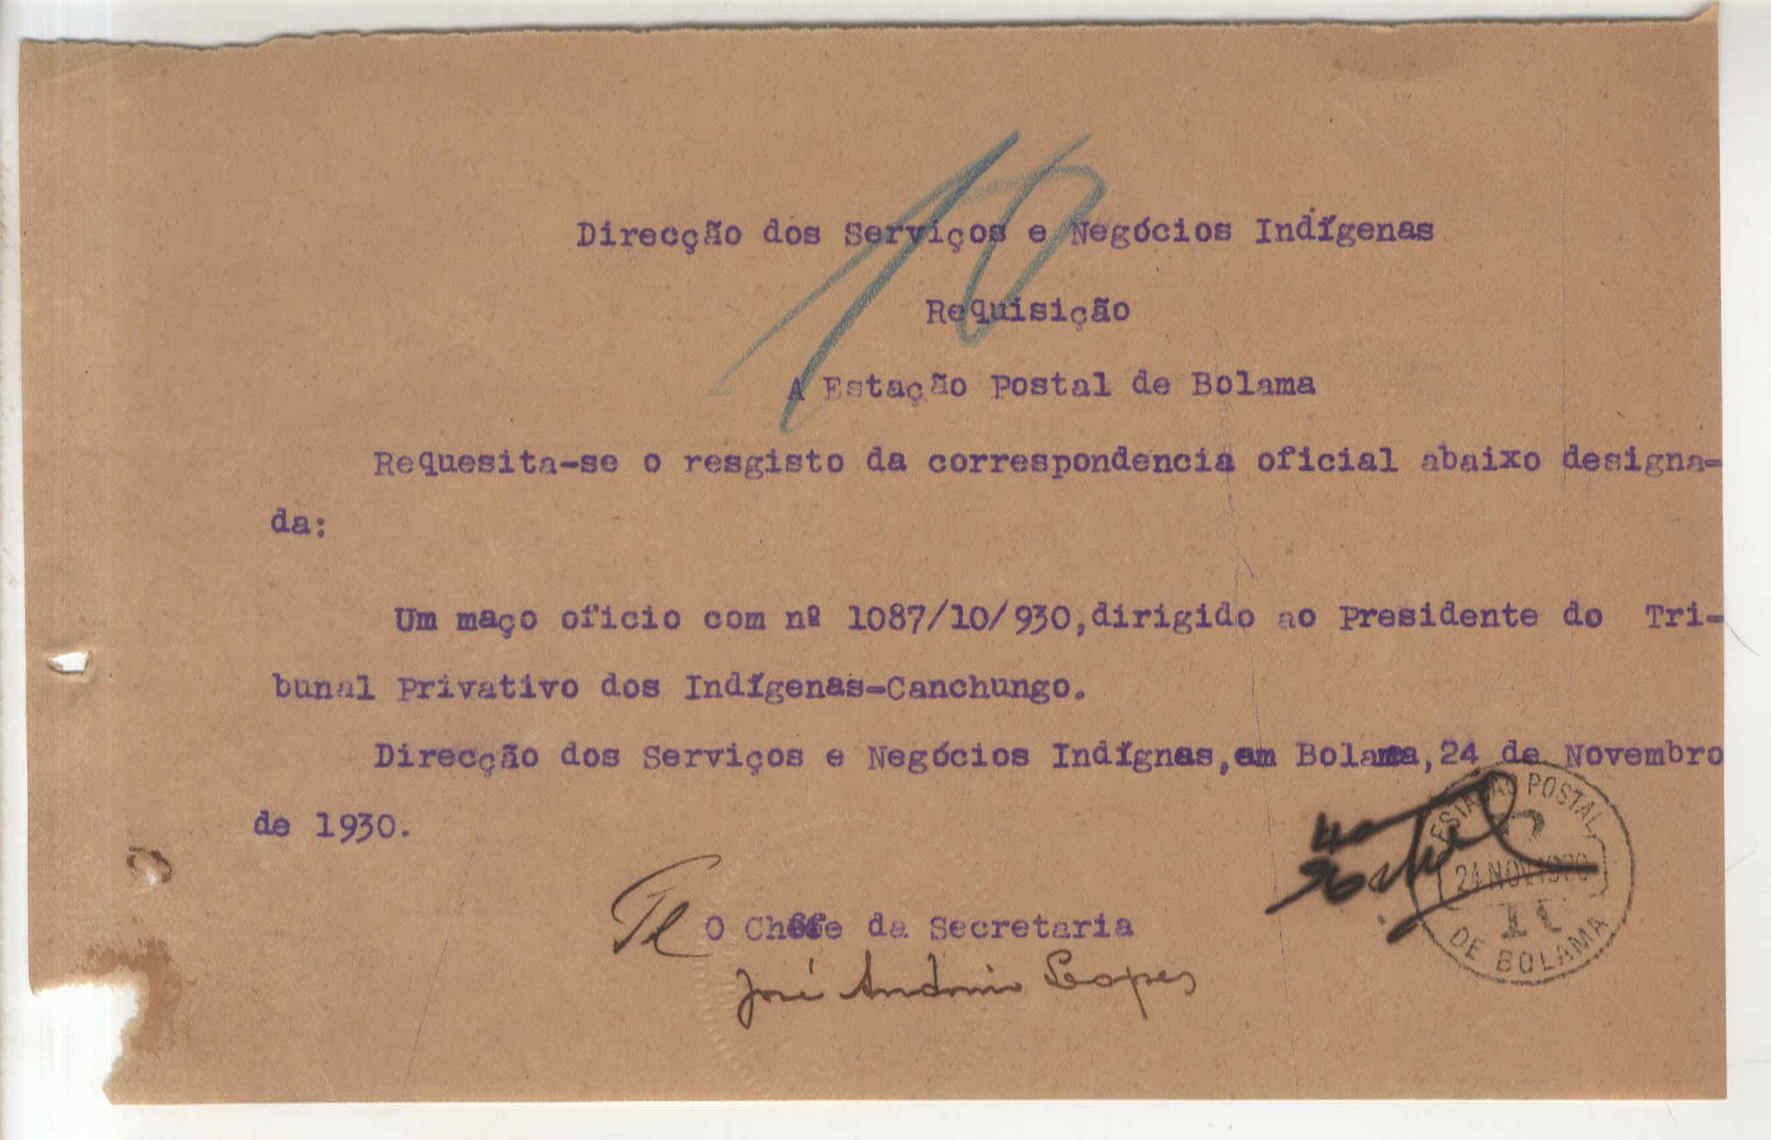 10
Direcção dos Serviços e Negócios Indígenas
Requisição
A Estação Postal de Bolama
Requesita-se o resgisto da correspondencia oficial abaixo designa-
da:
Um maço oficio com nº 1087/10/930,dirigido ao Presidente do Tri-
bunal Privativo dos Indígenas-Canchungo.
Direcção dos Serviços e Negócios Indígnas,em Bolama,24 de Novembro
de 1930.
O Chefe da Secretaria
José António Lopes
ESTAÇÃO POSTAL
24 NOV 1930
DE BOLAMA